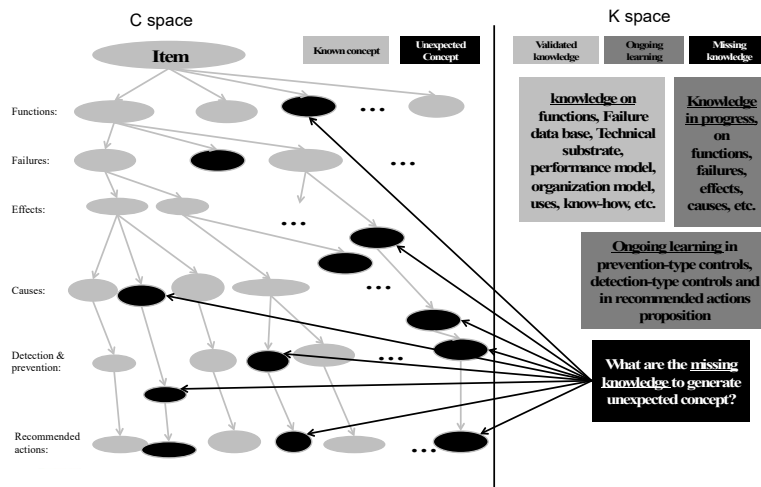 C space
K space
Item
Known concept
Unexpected
Concept
Validated
knowledge
Ongoing
learning
Missing
knowledge
Functions:
Failures:
Effects:
Causes:
Detection &
prevention:
Recommended
actions:
...
...
...
...
...
...
knowledge on
functions, Failure
data base, Technical
substrate,
performance model,
organization model,
uses, know-how, etc.
Knowledge
in progress,
on
functions,
failures,
effects,
causes, etc.
Ongoing learning in
prevention-type controls,
detection-type controls and
in recommended actions
proposition
What are the missing
knowledge to generate
unexpected concept?